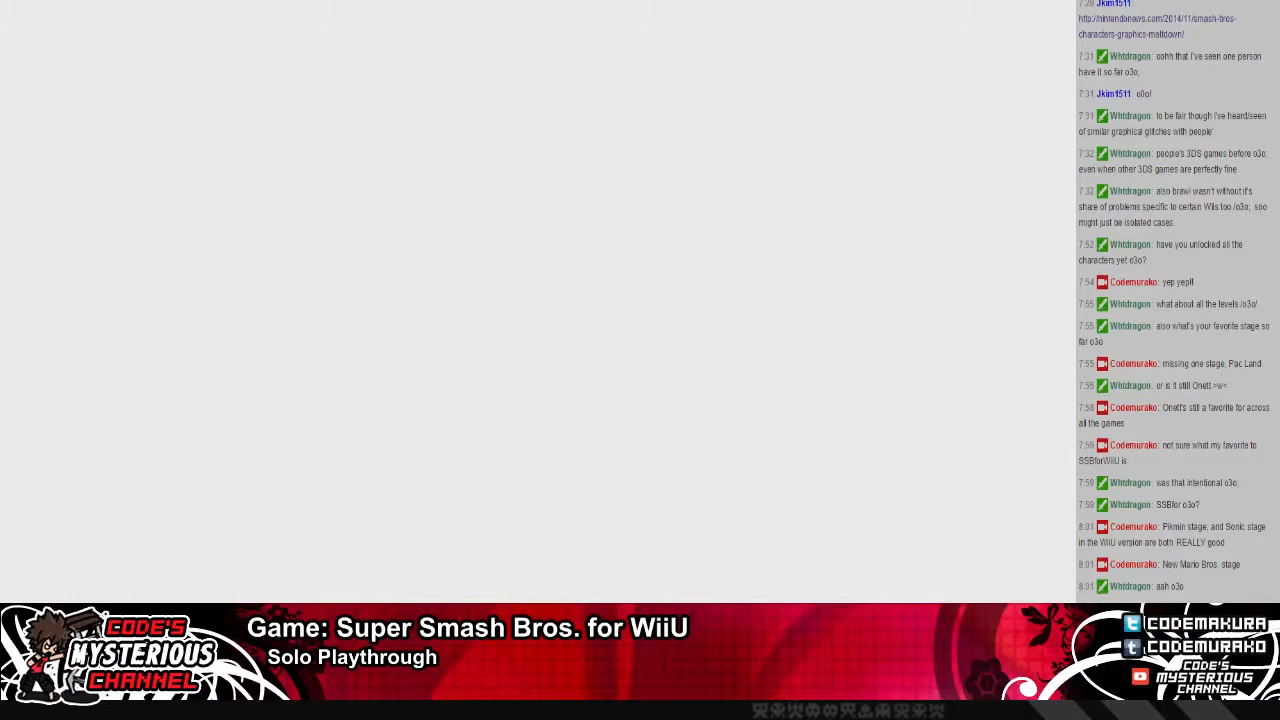 7:29 Jkim1511:
http://nintendonews.com/2014/11/smash-bros-
characters-graphics-meltdown/
7:31 Whtdragon: oohh that I've seen one person
have it so far o3o;
7:31 Jkim1511: o0o!
7:31 Whtdragon: to be fair though I've heard/seen
of similar graphical glitches with people'
7:32 Whtdragon: people's 3DS games before o3o;
even when other 3DS games are perfectly fine
7:32 Whtdragon: also brawl wasn't without it's
share of problems specific to certain Wiis too /o3o; soo
might just be isolated cases.
7:52 Whtdragon: have you unlocked all the
characters yet o3o?
7:54 Codemurako: yep yep!!
7:55 Whtdragon: what about all the levels /o3o/
7:55 Whtdragon: also what's your favorite stage so
far o3o
7:55 Codemurako: missing one stage, Pac Land
7:55 Whtdragon: or is it still Onett >w<
7:58 Codemurako: Onett's still a favorite for across
all the games
7:59 Codemurako: not sure what my favorite to
SSBforWiiU is
7:59 Whtdragon: was that intentional o3o;
7:59 Whtdragon: SSBfor o3o?
8:01 Codemurako: Pikmin stage, and Sonic stage
in the WiiU version are both REALLY good
8:01 Codemurako: New Mario Bros. stage
8:01 Whtdragon: aah o3o
CODE'S
MYSTERIOUS
CHANNEL
Game: Super Smash Bros. for WiiU
Solo Playthrough
CODEMAKURA
CODEMURAKO
CODE'S
MYSTERIOUS
CHANNEL